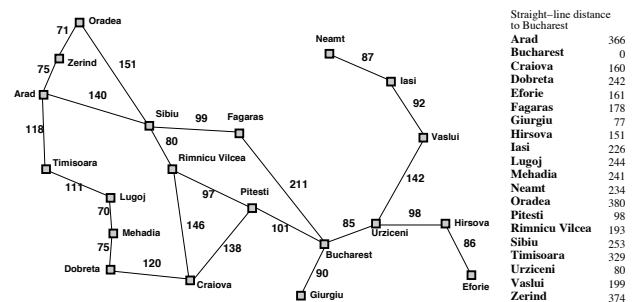 Oradea
71
Neamt
87
Zerind
151
75
Iasi
Arad
140
92
Sibiu
99
Fagaras
118
Vaslui
80
Rimnicu Vilcea
Timisoara
142
111
Lugoj
97
Pitesti
211
70
98
Hirsova
146
85
Mehadia
101
Urziceni
138
86
75
Bucharest
Dobreta
120
90
Craiova
Eforie
Giurgiu
Straight–line distance
to Bucharest
Arad 366
Bucharest 0
Craiova 160
Dobreta 242
Eforie 161
Fagaras 178
Giurgiu 77
Hirsova 151
Iasi 226
Lugoj 244
Mehadia 241
Neamt 234
Oradea 380
Pitesti 98
Rimnicu Vilcea 193
Sibiu 253
Timisoara 329
Urziceni 80
Vaslui 199
Zerind 374